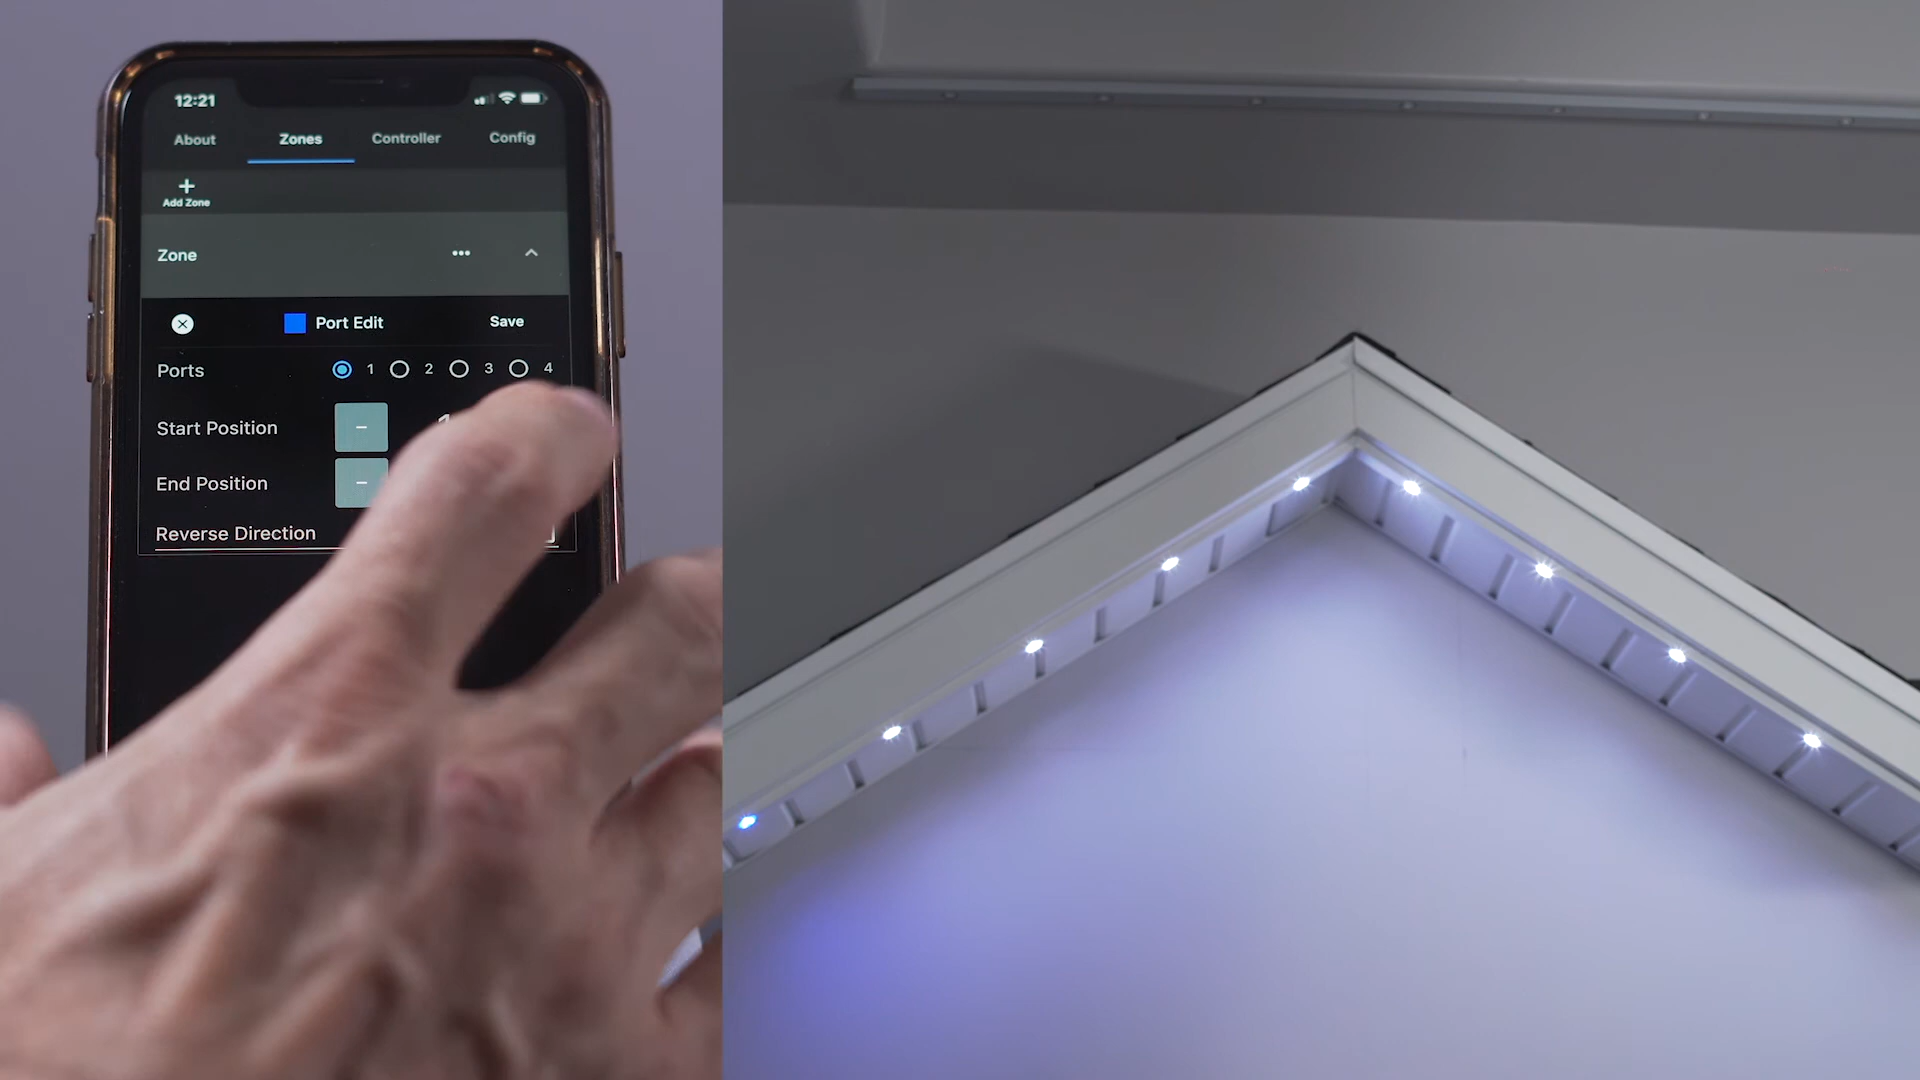 12:21
About Zones Controller Config
+
Add Zone
Zone •••
Port Edit Save
Ports 1 2 3 4
Start Position -
End Position -
Reverse Direction